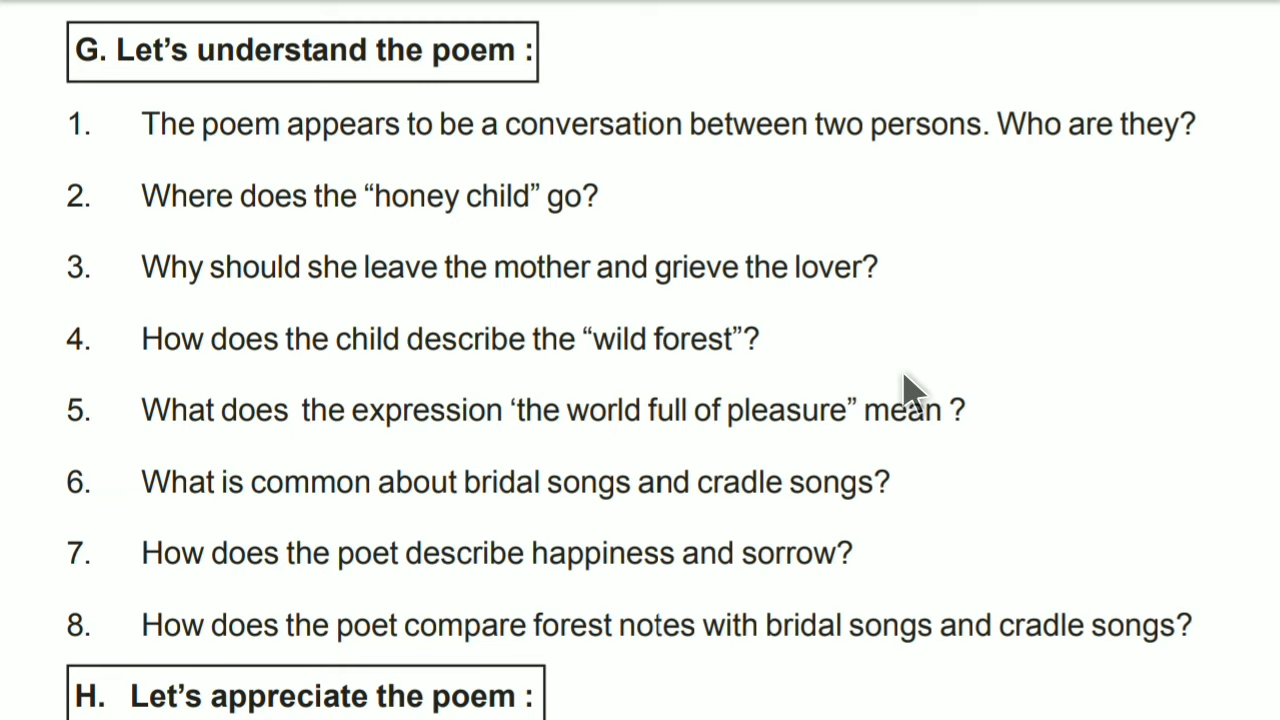 G. Let’s understand the poem :
1. The poem appears to be a conversation between two persons. Who are they?
2. Where does the “honey child” go?
3. Why should she leave the mother and grieve the lover?
4. How does the child describe the “wild forest”?
5. What does the expression ‘the world full of pleasure” mean ?
6. What is common about bridal songs and cradle songs?
7. How does the poet describe happiness and sorrow?
8. How does the poet compare forest notes with bridal songs and cradle songs?
H. Let’s appreciate the poem :